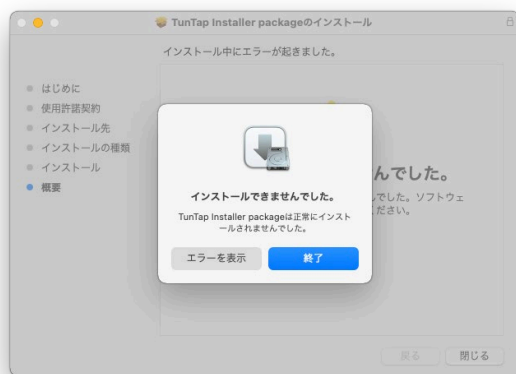 TunTap Installer packageのインストール
インストール中にエラーが起きました。
はじめに
使用許諾契約
インストール先
インストールの種類
インストール
概要
んでした。
でした。ソフトウェ
ださい。
インストールできませんでした。
TunTap Installer packageは正常にインスト
ールされませんでした。
エラーを表示
終了
戻る
閉じる